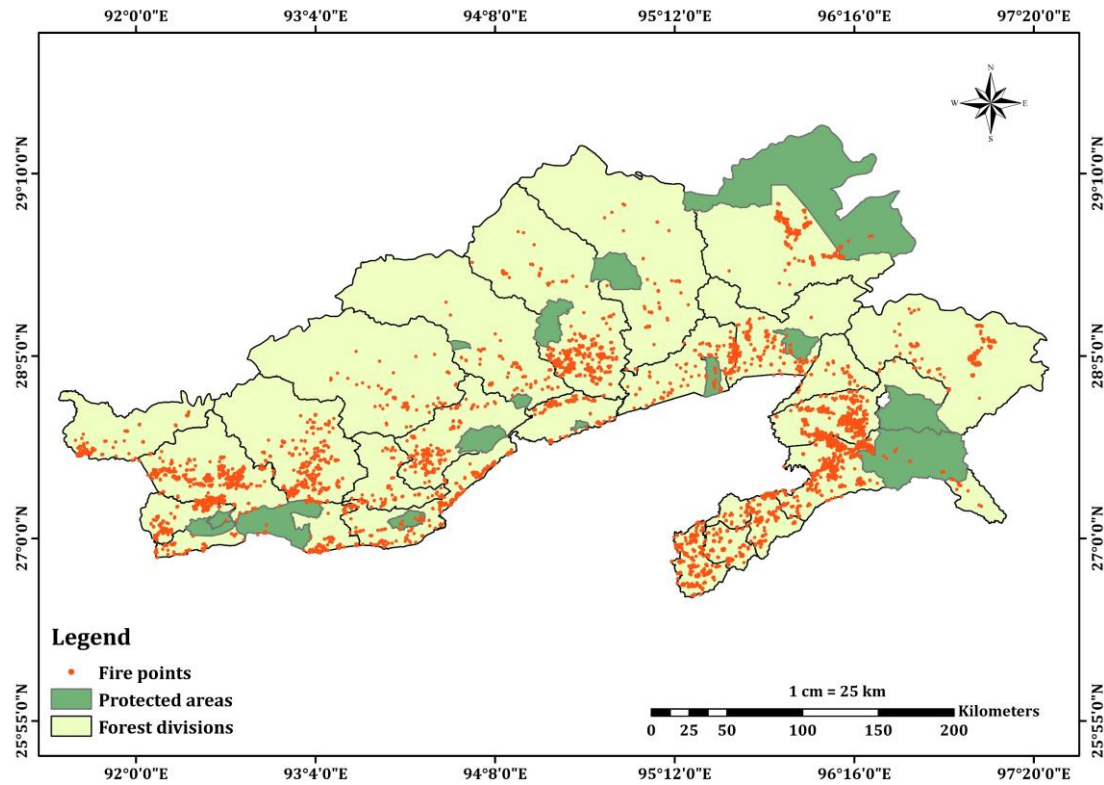 92°0'0"E 93°4'0"E 94°8'0"E 95°12'0"E 96°16'0"E 97°20'0"E
N
W E
S
29°10'0"N 29°10'0"N
28°5'0"N 28°5'0"N
27°0'0"N 27°0'0"N
25°55'0"N 25°55'0"N
Legend
Fire points
Protected areas
Forest divisions
1 cm = 25 km
Kilometers
0 25 50 100 150 200
92°0'0"E 93°4'0"E 94°8'0"E 95°12'0"E 96°16'0"E 97°20'0"E